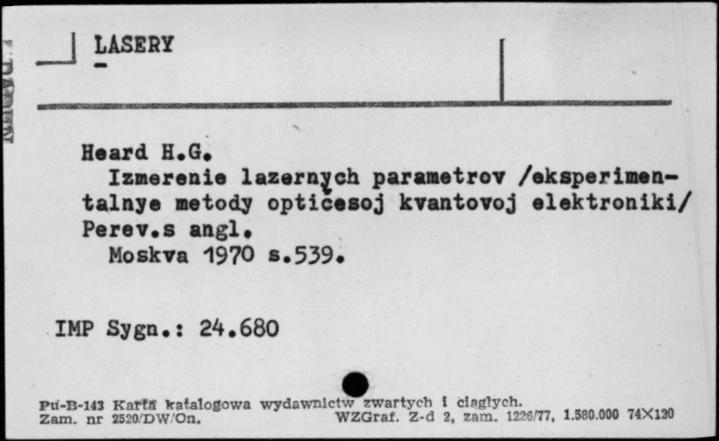 LASERY
Heard H.G.
Izmerenie lazernych parametrov /eksperimen-
talnye metody optićesoj kvantovoj elektroniki/
Perev.s angl.
Moskva 1970 s.539.
IMP Sygn.: 24.680
Pu-B-143 Karta katalogowa wydawnictw zwartych i ciągłych.
Zam. nr 2520/DW/On. WZGraf. Z-d 2, zam. 1226/77, 1.580.000 74X120